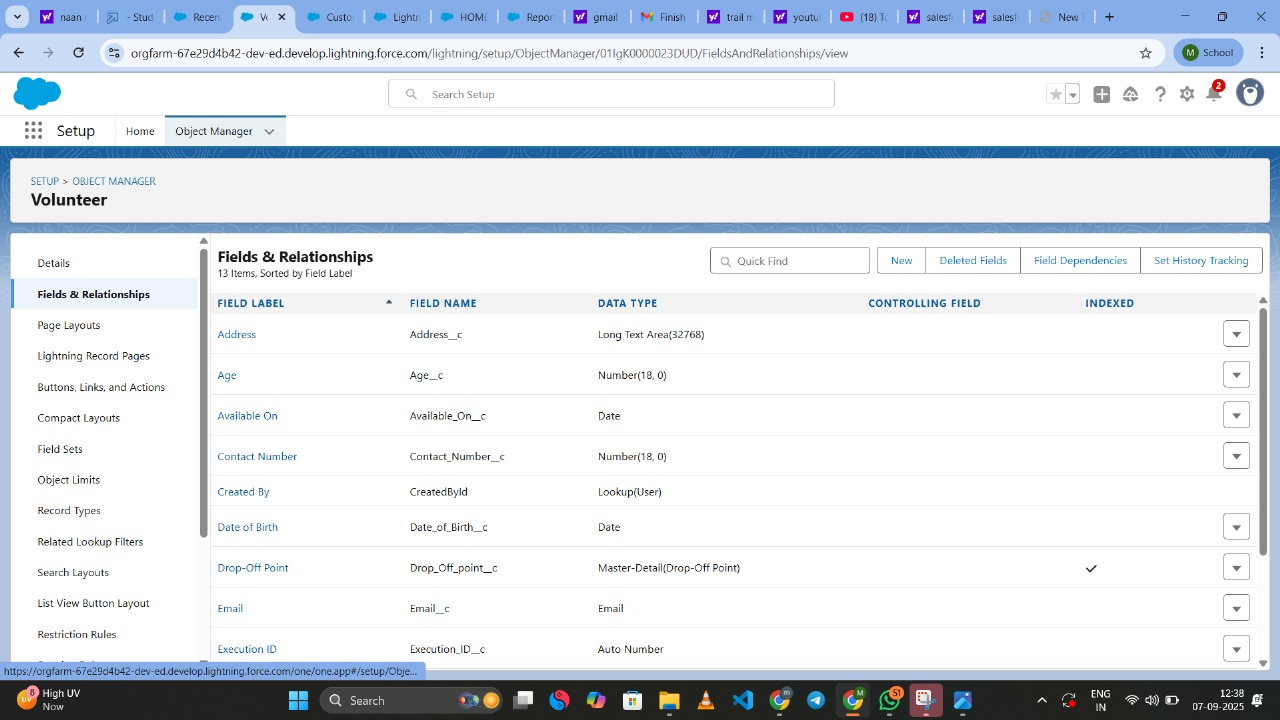 naan m
- Stude
Recen
Vo
Custo
Lightn
HOME
Repor
gmail
Finish
trail m
youtu
(18) To
salesfo
salesfo
New T
orgfarm-67e29d4b42-dev-ed.develop.lightning.force.com/lightning/setup/ObjectManager/01IgK0000023DUD/FieldsAndRelationships/view
M School
Search Setup
2
Setup Home Object Manager
SETUP > OBJECT MANAGER
Volunteer
Details
Fields & Relationships
Page Layouts
Lightning Record Pages
Buttons, Links, and Actions
Compact Layouts
Field Sets
Object Limits
Record Types
Related Lookup Filters
Search Layouts
List View Button Layout
Restriction Rules
Fields & Relationships
13 Items, Sorted by Field Label
Quick Find
New Deleted Fields Field Dependencies Set History Tracking
FIELD LABEL FIELD NAME DATA TYPE CONTROLLING FIELD INDEXED
Address Address__c Long Text Area(32768)
Age Age__c Number(18, 0)
Available On Available_On__c Date
Contact Number Contact_Number__c Number(18, 0)
Created By CreatedById Lookup(User)
Date of Birth Date_of_Birth__c Date
Drop-Off Point Drop_Off_point__c Master-Detail(Drop-Off Point)
Email Email__c Email
Execution ID Execution_ID__c Auto Number
https://orgfarm-67e29d4b42-dev-ed.develop.lightning.force.com/one/one.app#/setup/Obje...
8 High UV
Now
Search
51
ENG
IN
12:38
07-09-2025